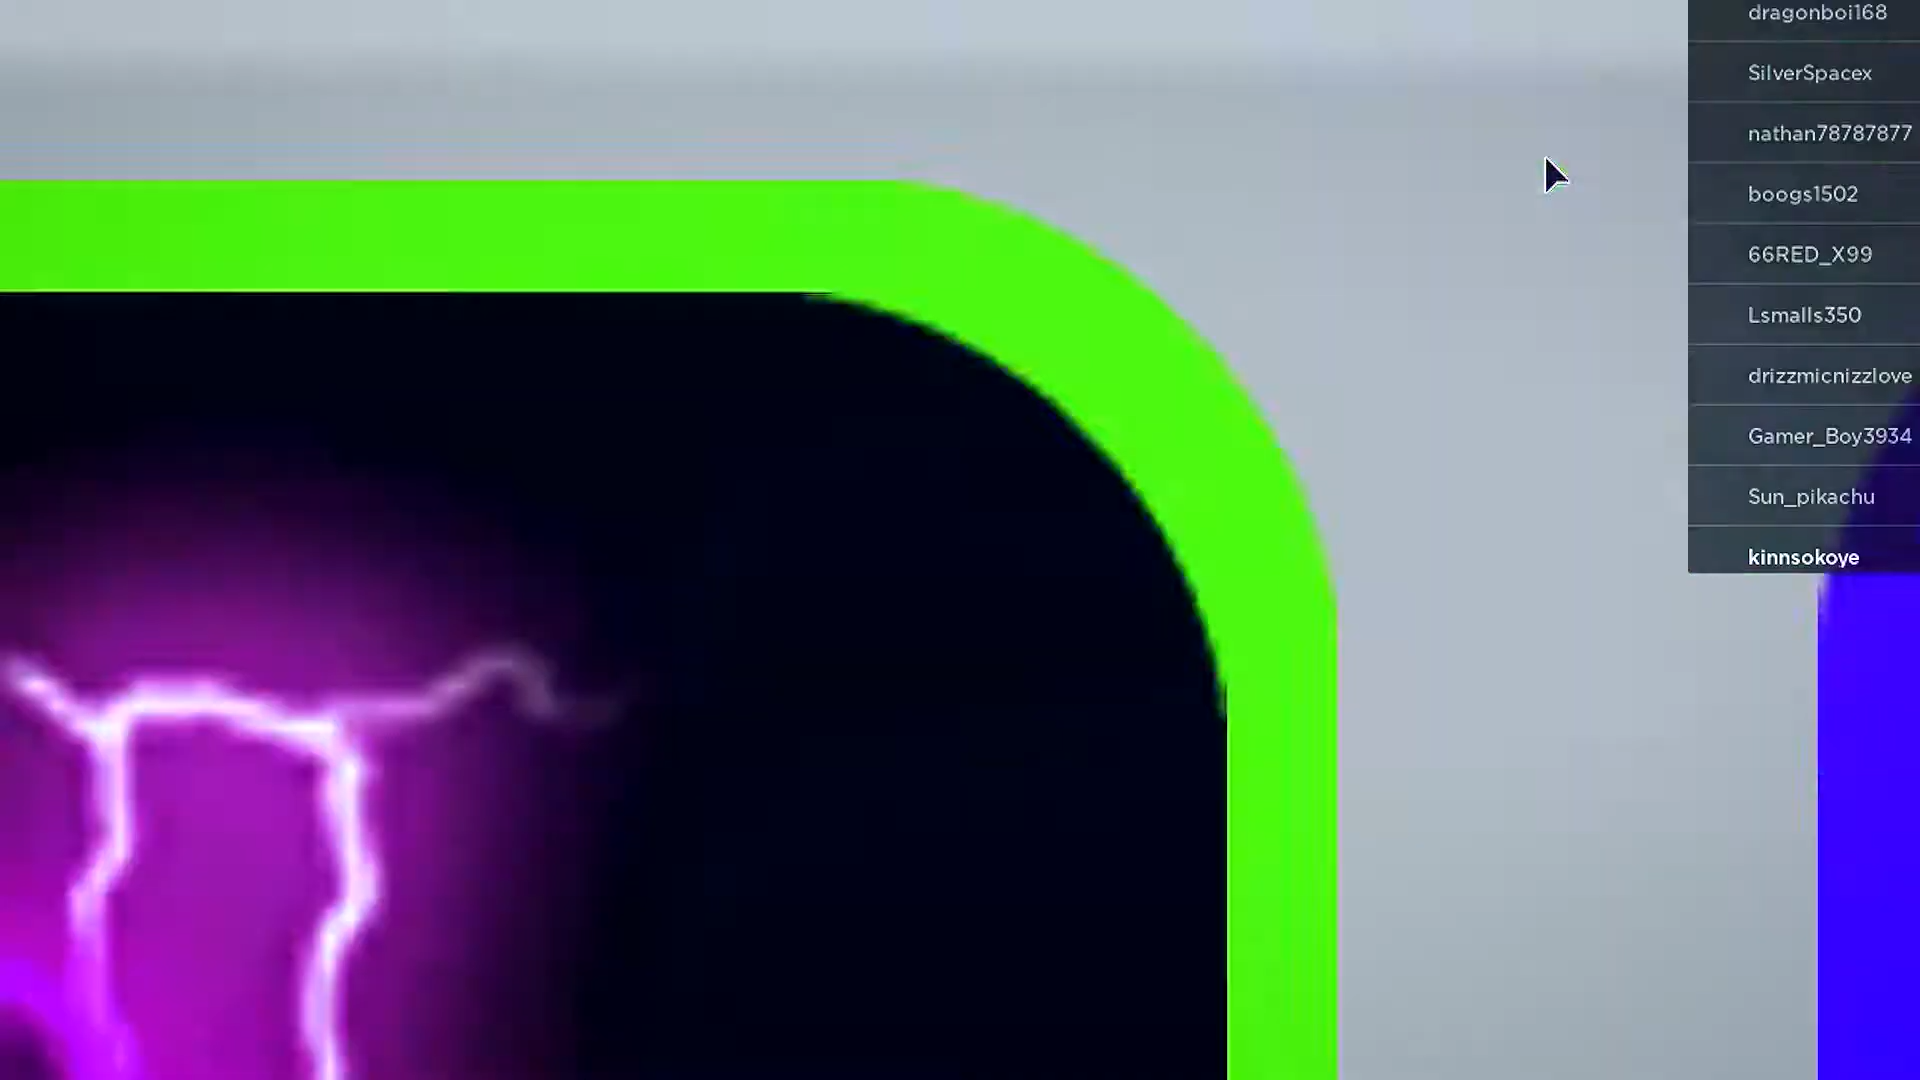 dragonboi168
SilverSpacex
nathan78787877
boogs1502
66RED_X99
Lsmalls350
drizzmicnizzlove
Gamer_Boy3934
Sun_pikachu
kinnsokoye